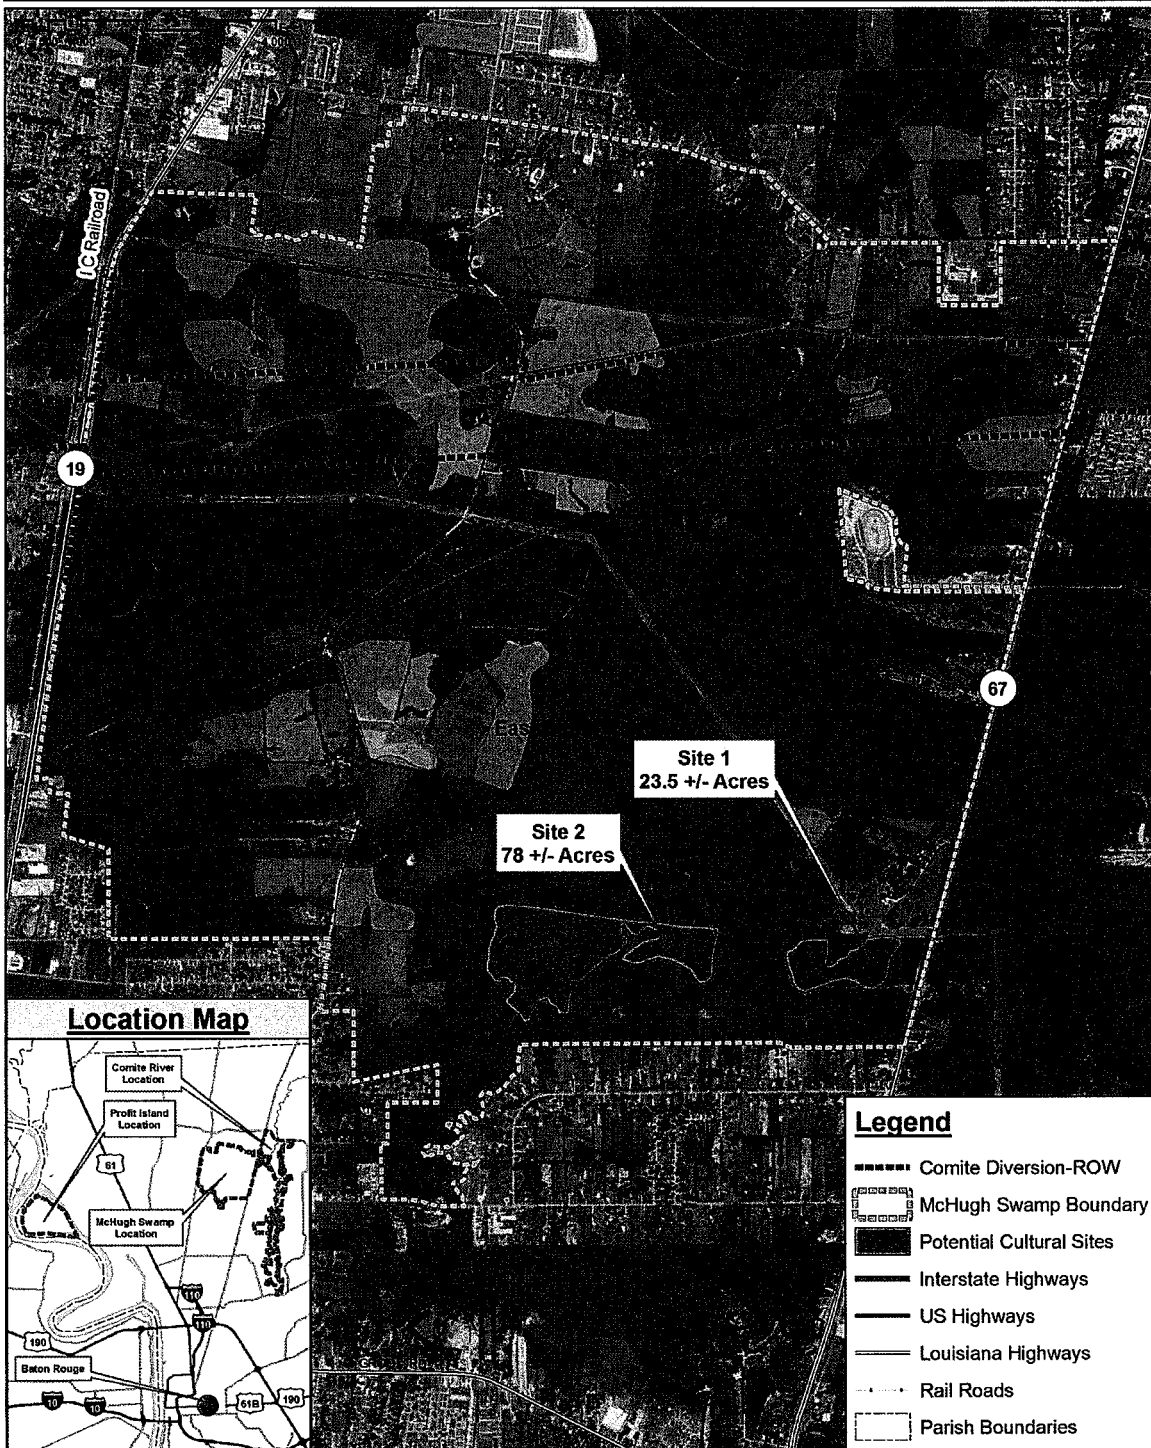 I C Railroad
19
67
Eas
Site 1
23.5 +/- Acres
Site 2
78 +/- Acres
Location Map
Comite River
Location
Profit Island
Location
61
McHugh Swamp
Location
110
110
190
Baton Rouge
10
10
61B
190
Legend
Comite Diversion-ROW
McHugh Swamp Boundary
Potential Cultural Sites
Interstate Highways
US Highways
Louisiana Highways
Rail Roads
Parish Boundaries